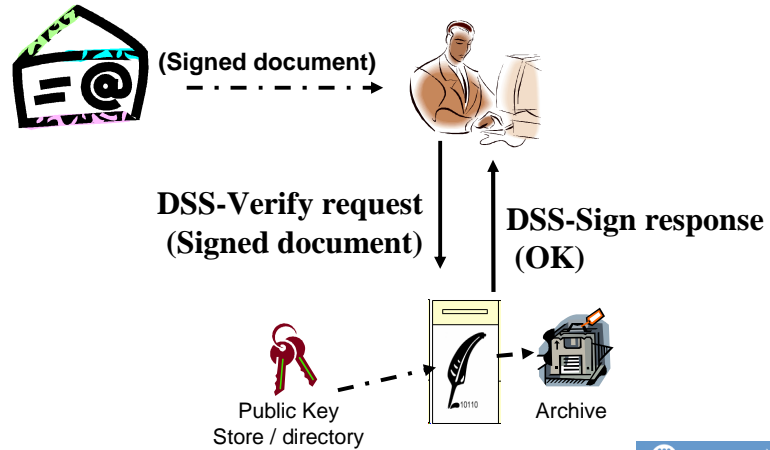 (Signed document)
= @
DSS-Verify request
(Signed document)
DSS-Sign response
(OK)
10110
Public Key
Store / directory
Archive